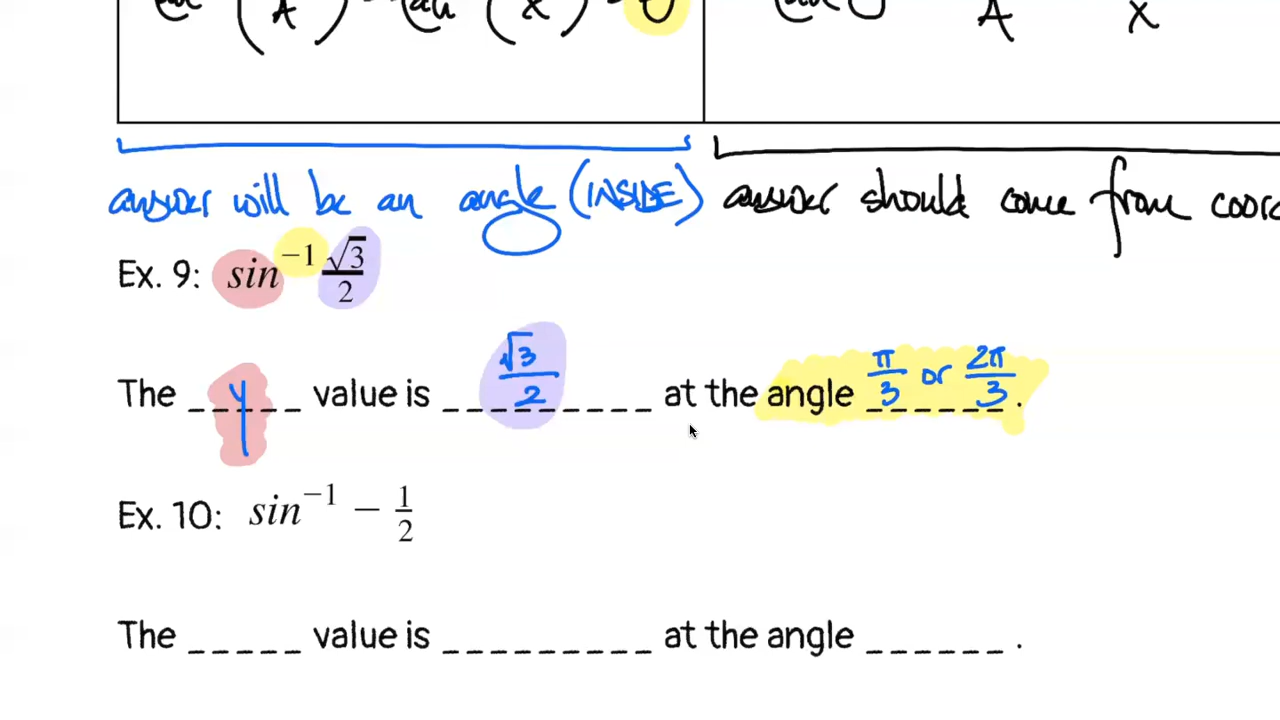 (A) (x) θ A x
answer will be an angle (INSIDE) answer should come from coor
Ex. 9: sin⁻¹ √3/2
The y value is √3/2 at the angle π/3 or 2π/3.
Ex. 10: sin⁻¹ − 1/2
The _____ value is _________ at the angle ______.